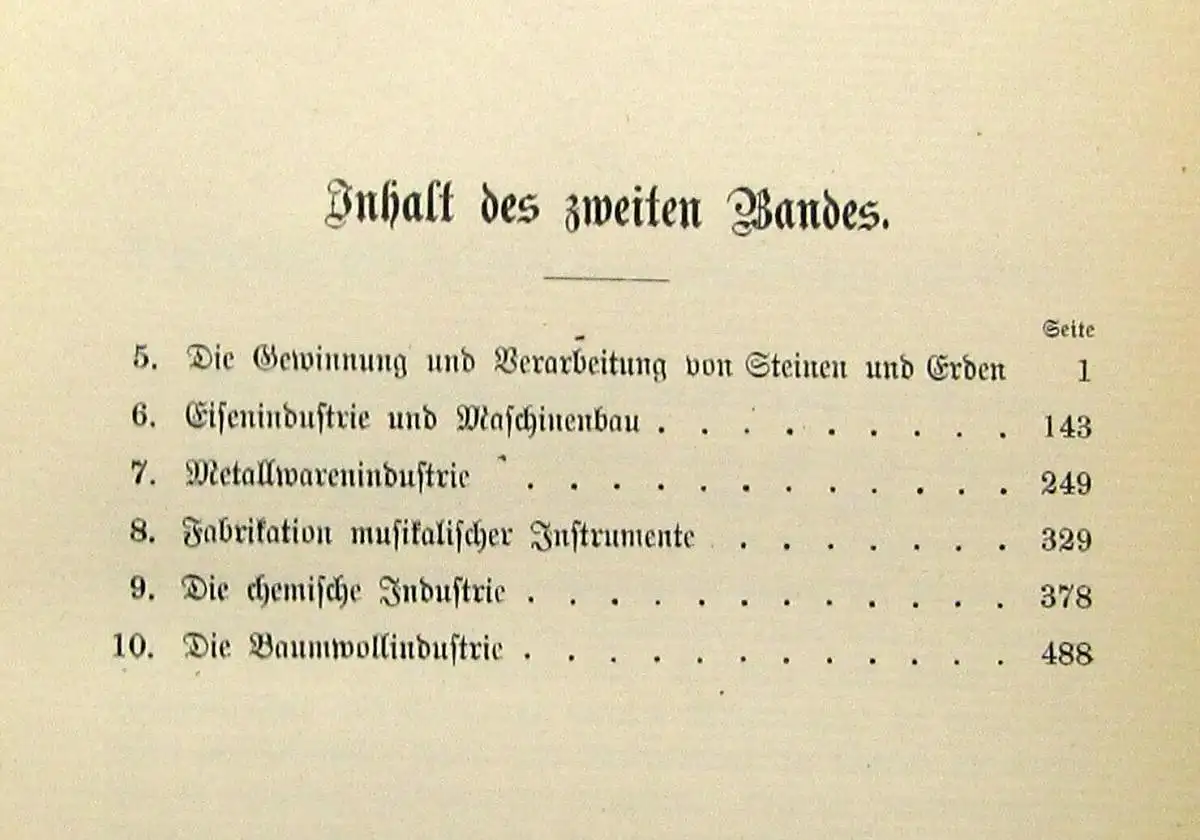 Inhalt des zweiten Bandes.
Seite
5. Die Gewinnung und Verarbeitung von Steinen und Erden 1
6. Eiſeninduſtrie und Maſchinenbau . . . . . . . . . 143
7. Metallwareninduſtrie . . . . . . . . . . . . 249
8. Fabrikation muſikaliſcher Inſtrumente . . . . . . . 329
9. Die chemiſche Induſtrie . . . . . . . . . . . . 378
10. Die Baumwollinduſtrie . . . . . . . . . . . . 488